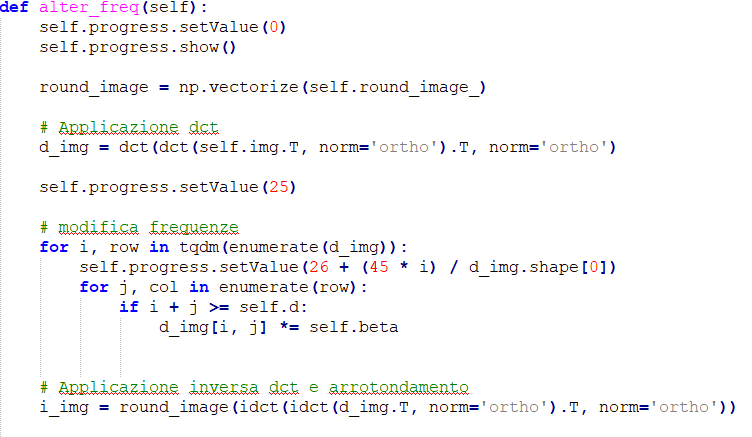 def alter_freq(self):
    self.progress.setValue(0)
    self.progress.show()

    round_image = np.vectorize(self.round_image_)

    # Applicazione dct
    d_img = dct(dct(self.img.T, norm='ortho').T, norm='ortho')

    self.progress.setValue(25)

    # modifica frequenze
    for i, row in tqdm(enumerate(d_img)):
        self.progress.setValue(26 + (45 * i) / d_img.shape[0])
        for j, col in enumerate(row):
            if i + j >= self.d:
                d_img[i, j] *= self.beta


    # Applicazione inversa dct e arrotondamento
    i_img = round_image(idct(idct(d_img.T, norm='ortho').T, norm='ortho'))